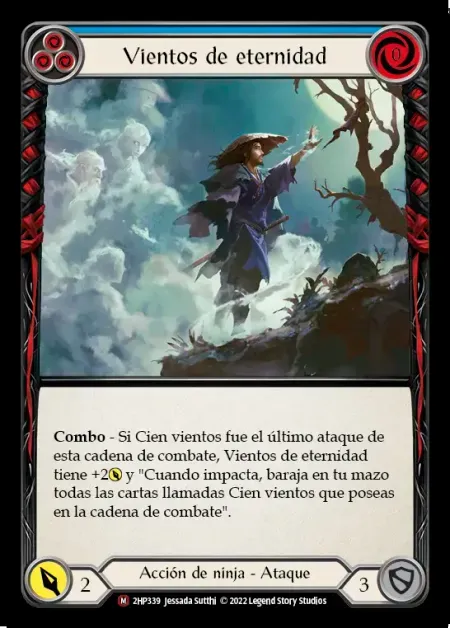 0
Vientos de eternidad
Combo - Si Cien vientos fue el último ataque de
esta cadena de combate, Vientos de eternidad
tiene +2 y "Cuando impacta, baraja en tu mazo
todas las cartas llamadas Cien vientos que poseas
en la cadena de combate".
2
Acción de ninja - Ataque
3
M 2HP339 Jessada Sutthi © 2022 Legend Story Studios